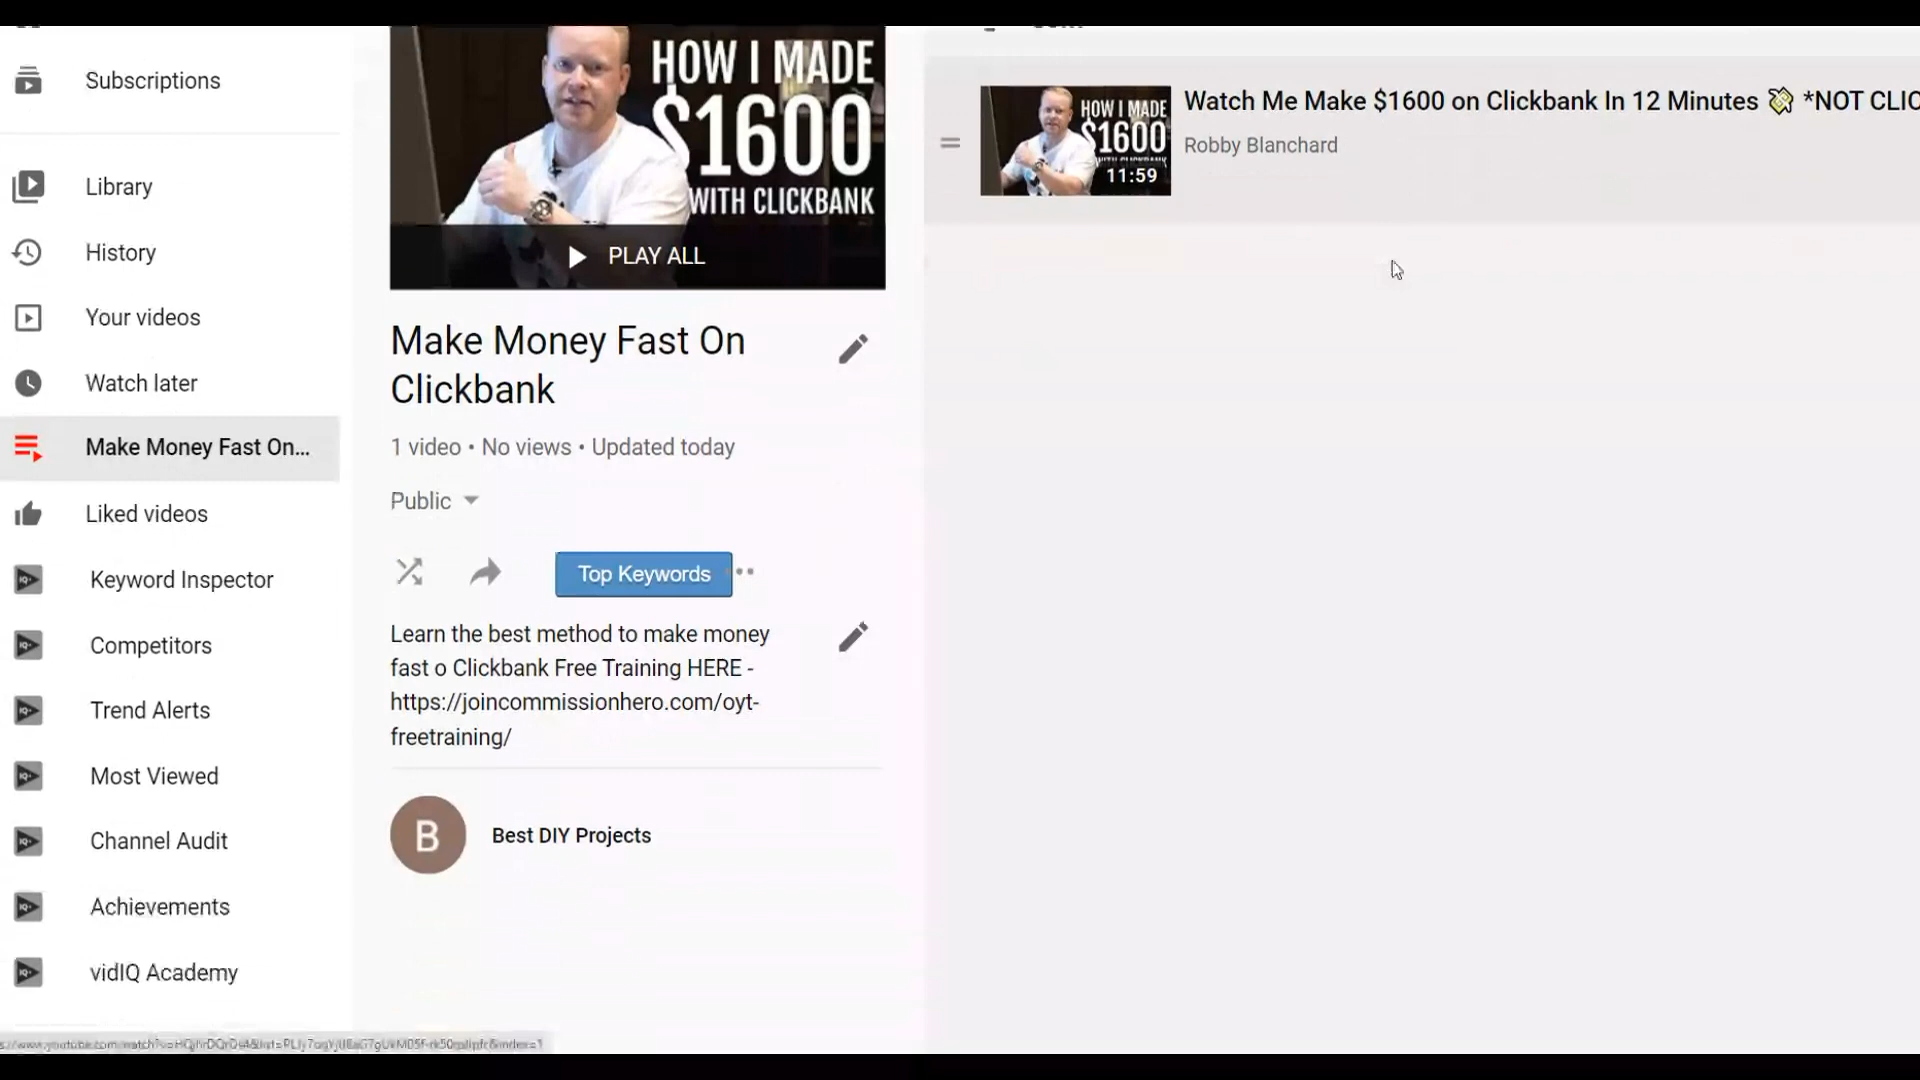 Subscriptions
Library
History
Your videos
Watch later
Make Money Fast On...
Liked videos
Keyword Inspector
Competitors
Trend Alerts
Most Viewed
Channel Audit
Achievements
vidIQ Academy
HOW I MADE
$1600
WITH CLICKBANK
PLAY ALL
Make Money Fast On
Clickbank
1 video • No views • Updated today
Public
Top Keywords
Learn the best method to make money
fast o Clickbank Free Training HERE -
https://joincommissionhero.com/oyt-
freetraining/
B
Best DIY Projects
HOW I MADE
$1600
WITH CLICKBANK
11:59
Watch Me Make $1600 on Clickbank In 12 Minutes 💸 *NOT CLIC
Robby Blanchard